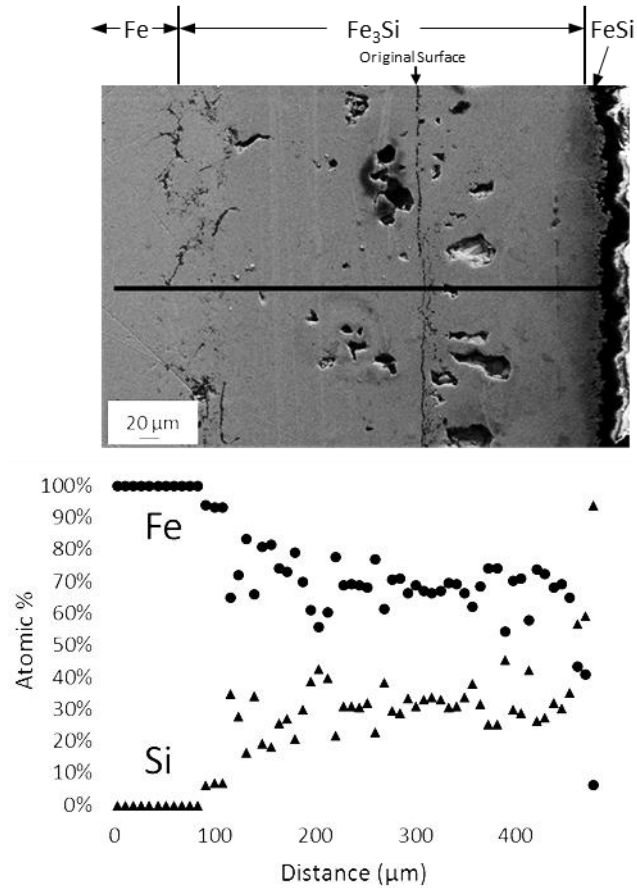 Fe Fe₃Si FeSi
Original Surface
20 µm
100%
90%
80%
70%
60%
50%
40%
30%
20%
10%
0%
Fe
Si
Atomic %
0 100 200 300 400
Distance (µm)